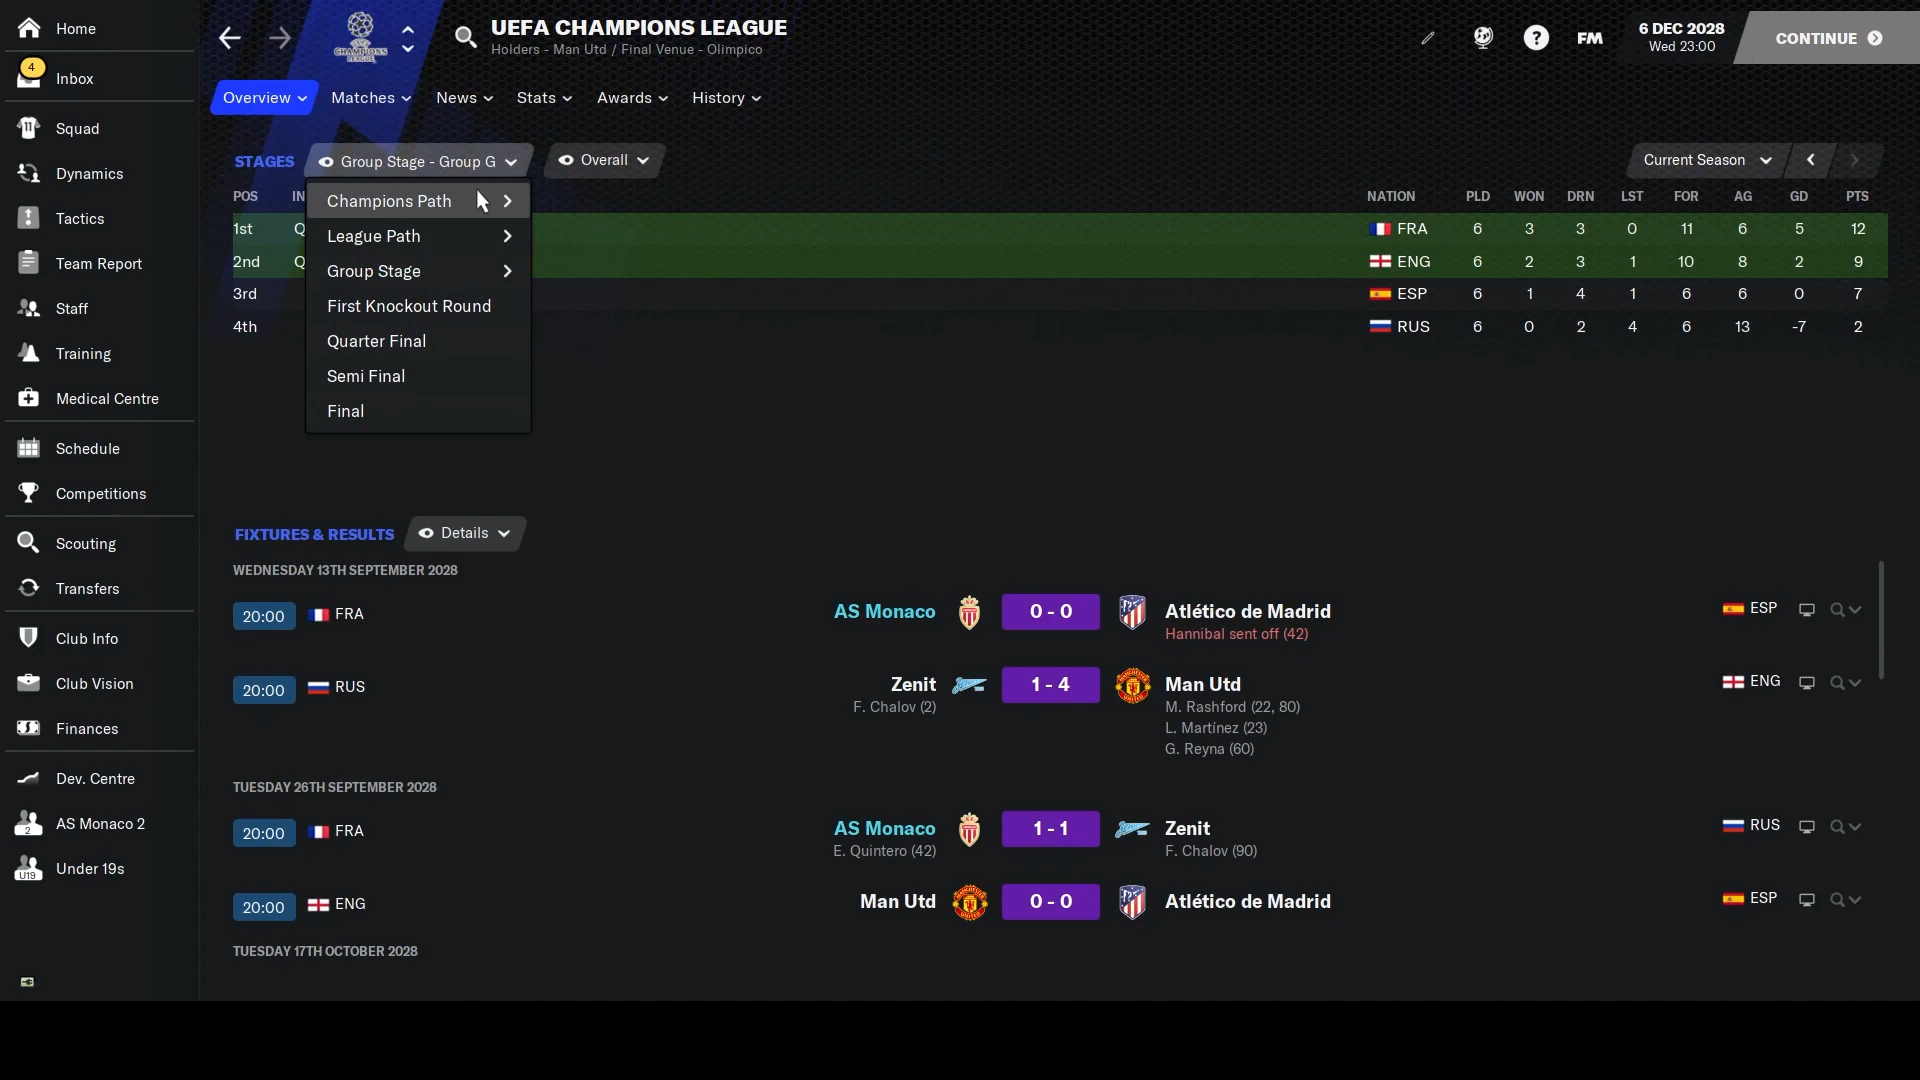 Home
UEFA CHAMPIONS LEAGUE
Holders - Man Utd / Final Venue - Olimpico
CHAMPIONS LEAGUE
FM
6 DEC 2028
Wed 23:00
CONTINUE
4
Inbox
Overview Matches News Stats Awards History
Squad
Dynamics
Tactics
Team Report
Staff
Training
Medical Centre
Schedule
Competitions
Scouting
Transfers
Club Info
Club Vision
Finances
Dev. Centre
2 AS Monaco 2
U19 Under 19s
STAGES Group Stage - Group G Overall Current Season
POS IN NATION PLD WON DRN LST FOR AG GD PTS
1st Q FRA 6 3 3 0 11 6 5 12
2nd Q ENG 6 2 3 1 10 8 2 9
3rd ESP 6 1 4 1 6 6 0 7
4th RUS 6 0 2 4 6 13 -7 2
Champions Path
League Path
Group Stage
First Knockout Round
Quarter Final
Semi Final
Final
FIXTURES & RESULTS Details
WEDNESDAY 13TH SEPTEMBER 2028
20:00 FRA AS Monaco 0 - 0 Atlético de Madrid ESP
Hannibal sent off (42)
20:00 RUS Zenit 1 - 4 Man Utd ENG
F. Chalov (2) M. Rashford (22, 80)
L. Martínez (23)
G. Reyna (60)
TUESDAY 26TH SEPTEMBER 2028
20:00 FRA AS Monaco 1 - 1 Zenit RUS
E. Quintero (42) F. Chalov (90)
20:00 ENG Man Utd 0 - 0 Atlético de Madrid ESP
TUESDAY 17TH OCTOBER 2028